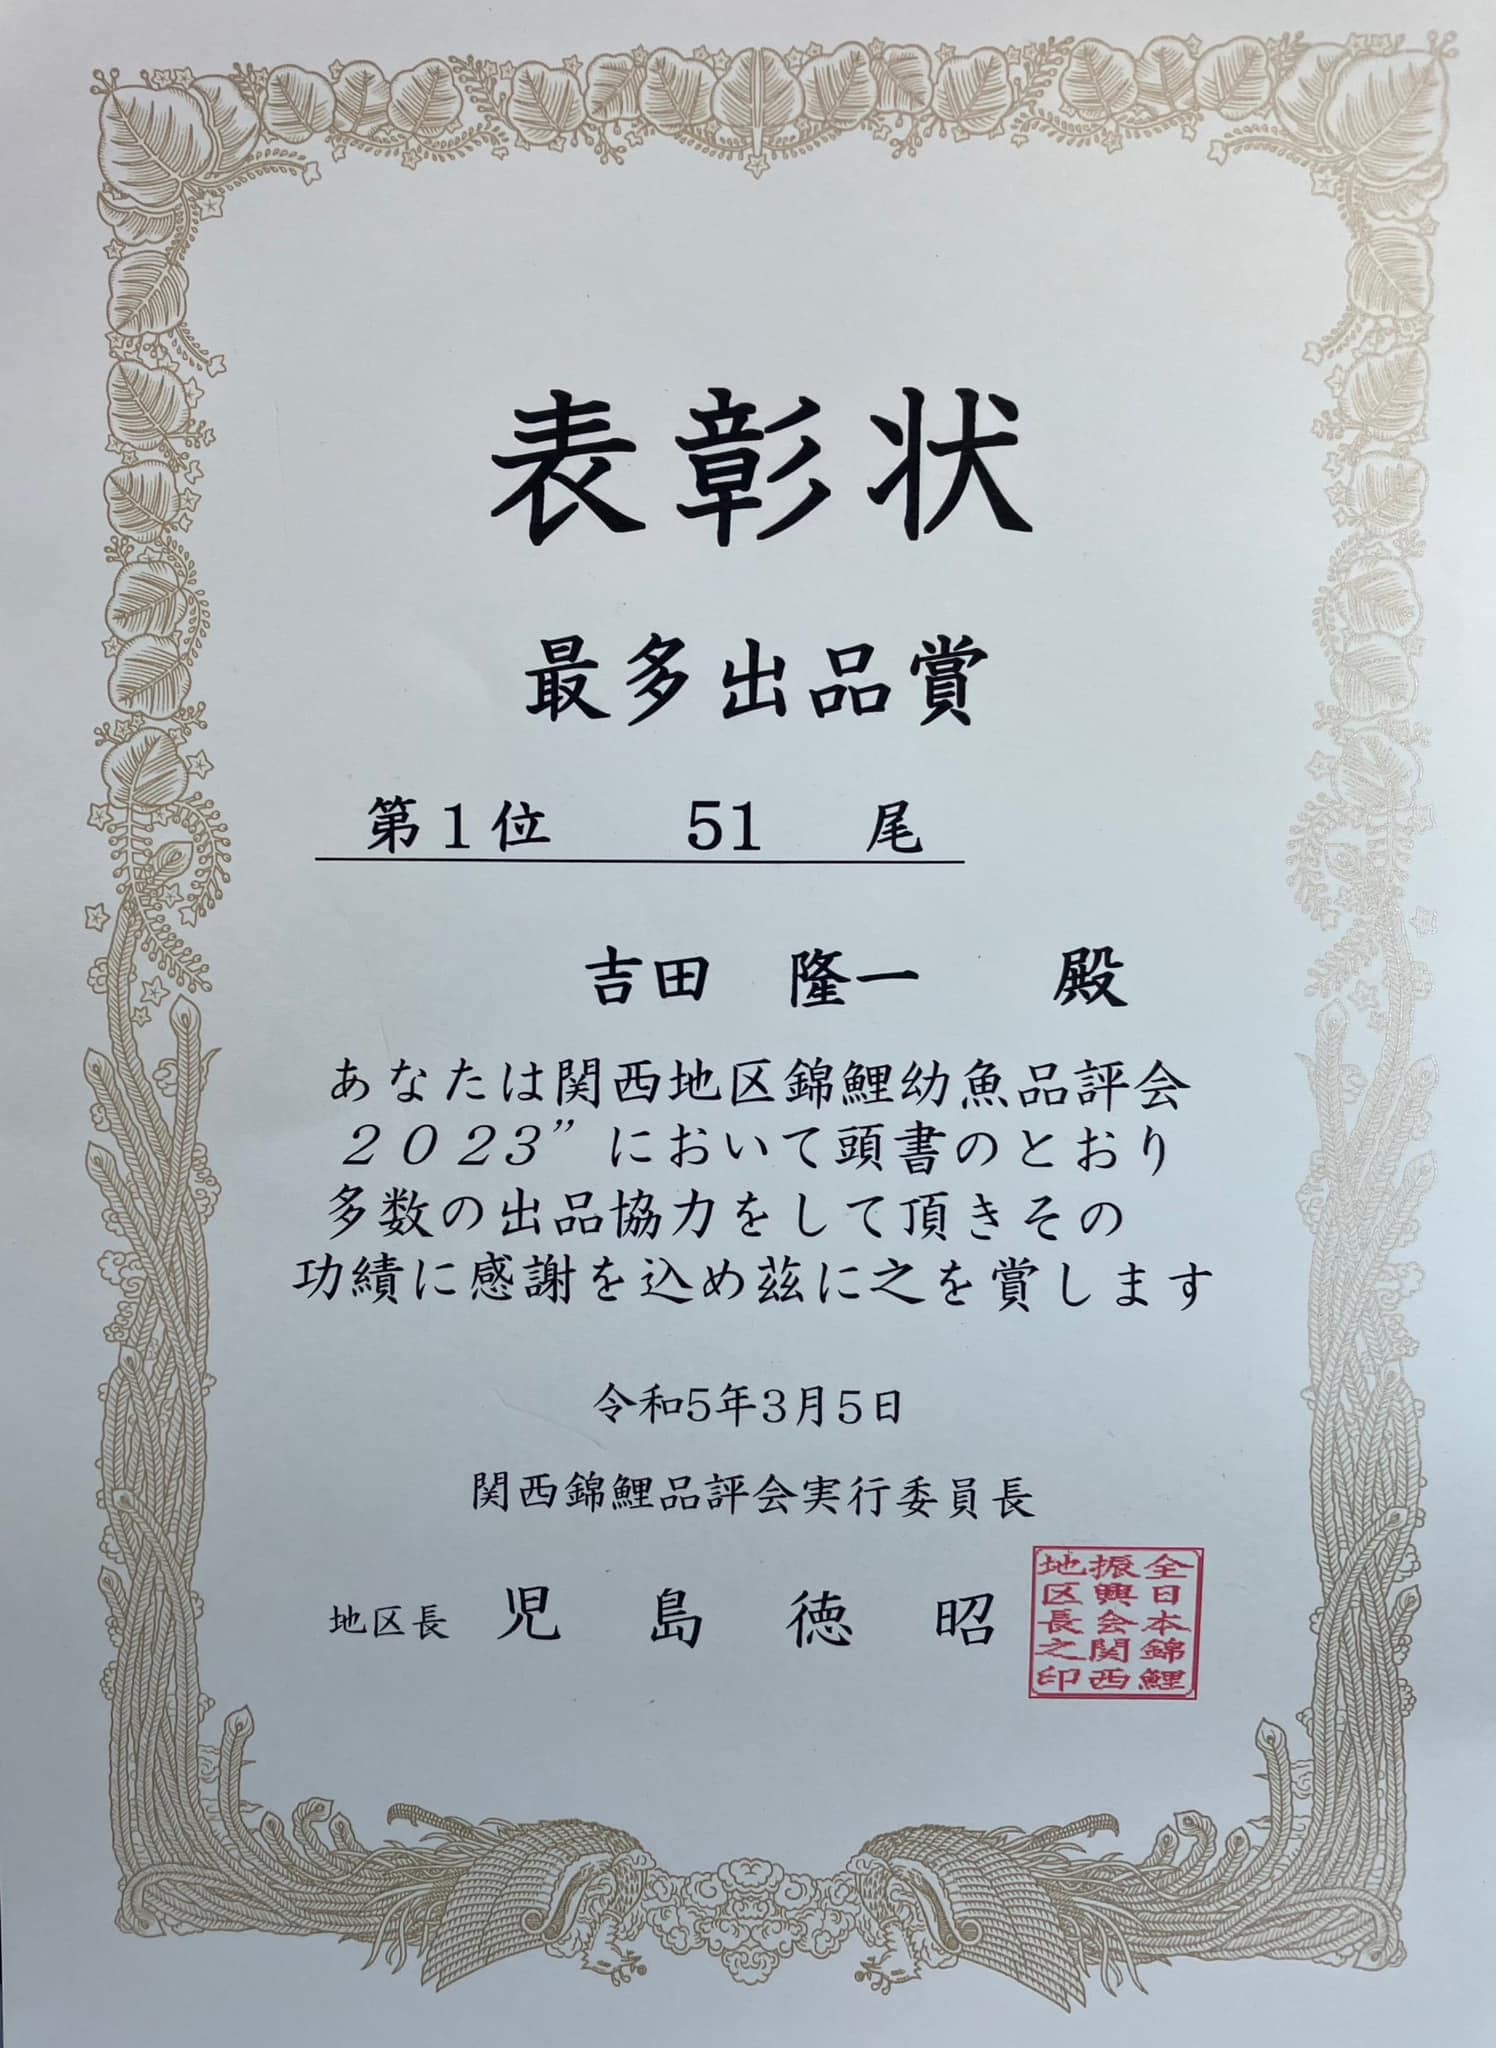 表彰状
最多出品賞
第１位　51　尾
吉田　隆一　殿
あなたは関西地区錦鯉幼魚品評会
２０２３”において頭書のとおり
多数の出品協力をして頂きその
功績に感謝を込め茲に之を賞します
令和5年3月5日
関西錦鯉品評会実行委員長
地区長　児　島　徳　昭
全日本錦鯉
振興会関西
地区長之印